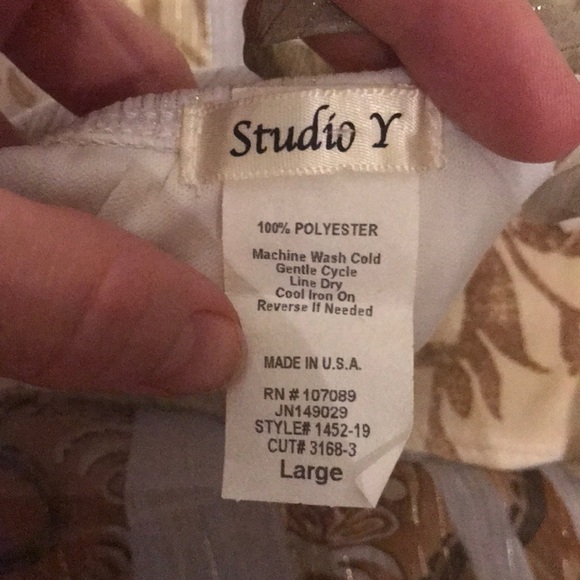 Studio Y
100% POLYESTER
Machine Wash Cold
Gentle Cycle
Line Dry
Cool Iron On
Reverse If Needed
MADE IN U.S.A.
RN # 107089
JN149029
STYLE# 1452-19
CUT# 3168-3
Large